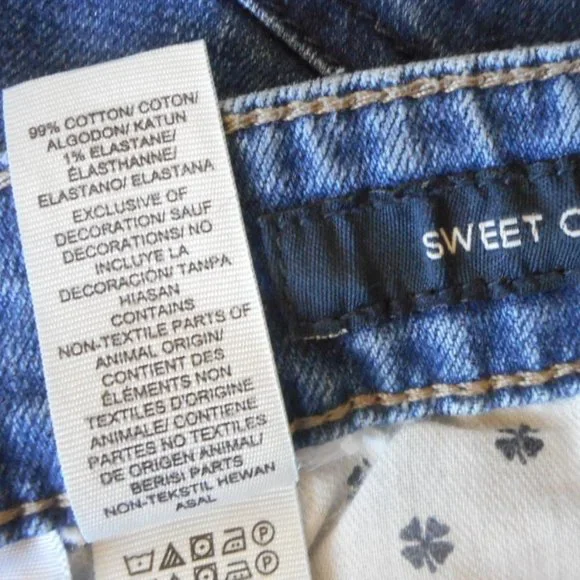 99% COTTON/ COTON/
ALGODON/ KATUN
1% ELASTANE/
ÉLASTHANNE/
ELASTANO/ ELASTANA
EXCLUSIVE OF
DECORATION/ SAUF
DECORATIONS/ NO
INCLUYE LA
DECORACIÓN/ TANPA
HIASAN
CONTAINS
NON-TEXTILE PARTS OF
ANIMAL ORIGIN/
CONTIENT DES
ÉLÉMENTS NON
TEXTILES D'ORIGINE
ANIMALE/ CONTIENE
PARTES NO TEXTILES
DE ORIGEN ANIMAL/
BERISI PARTS
NON-TEKSTIL HEWAN
ASAL
P
P
SWEET